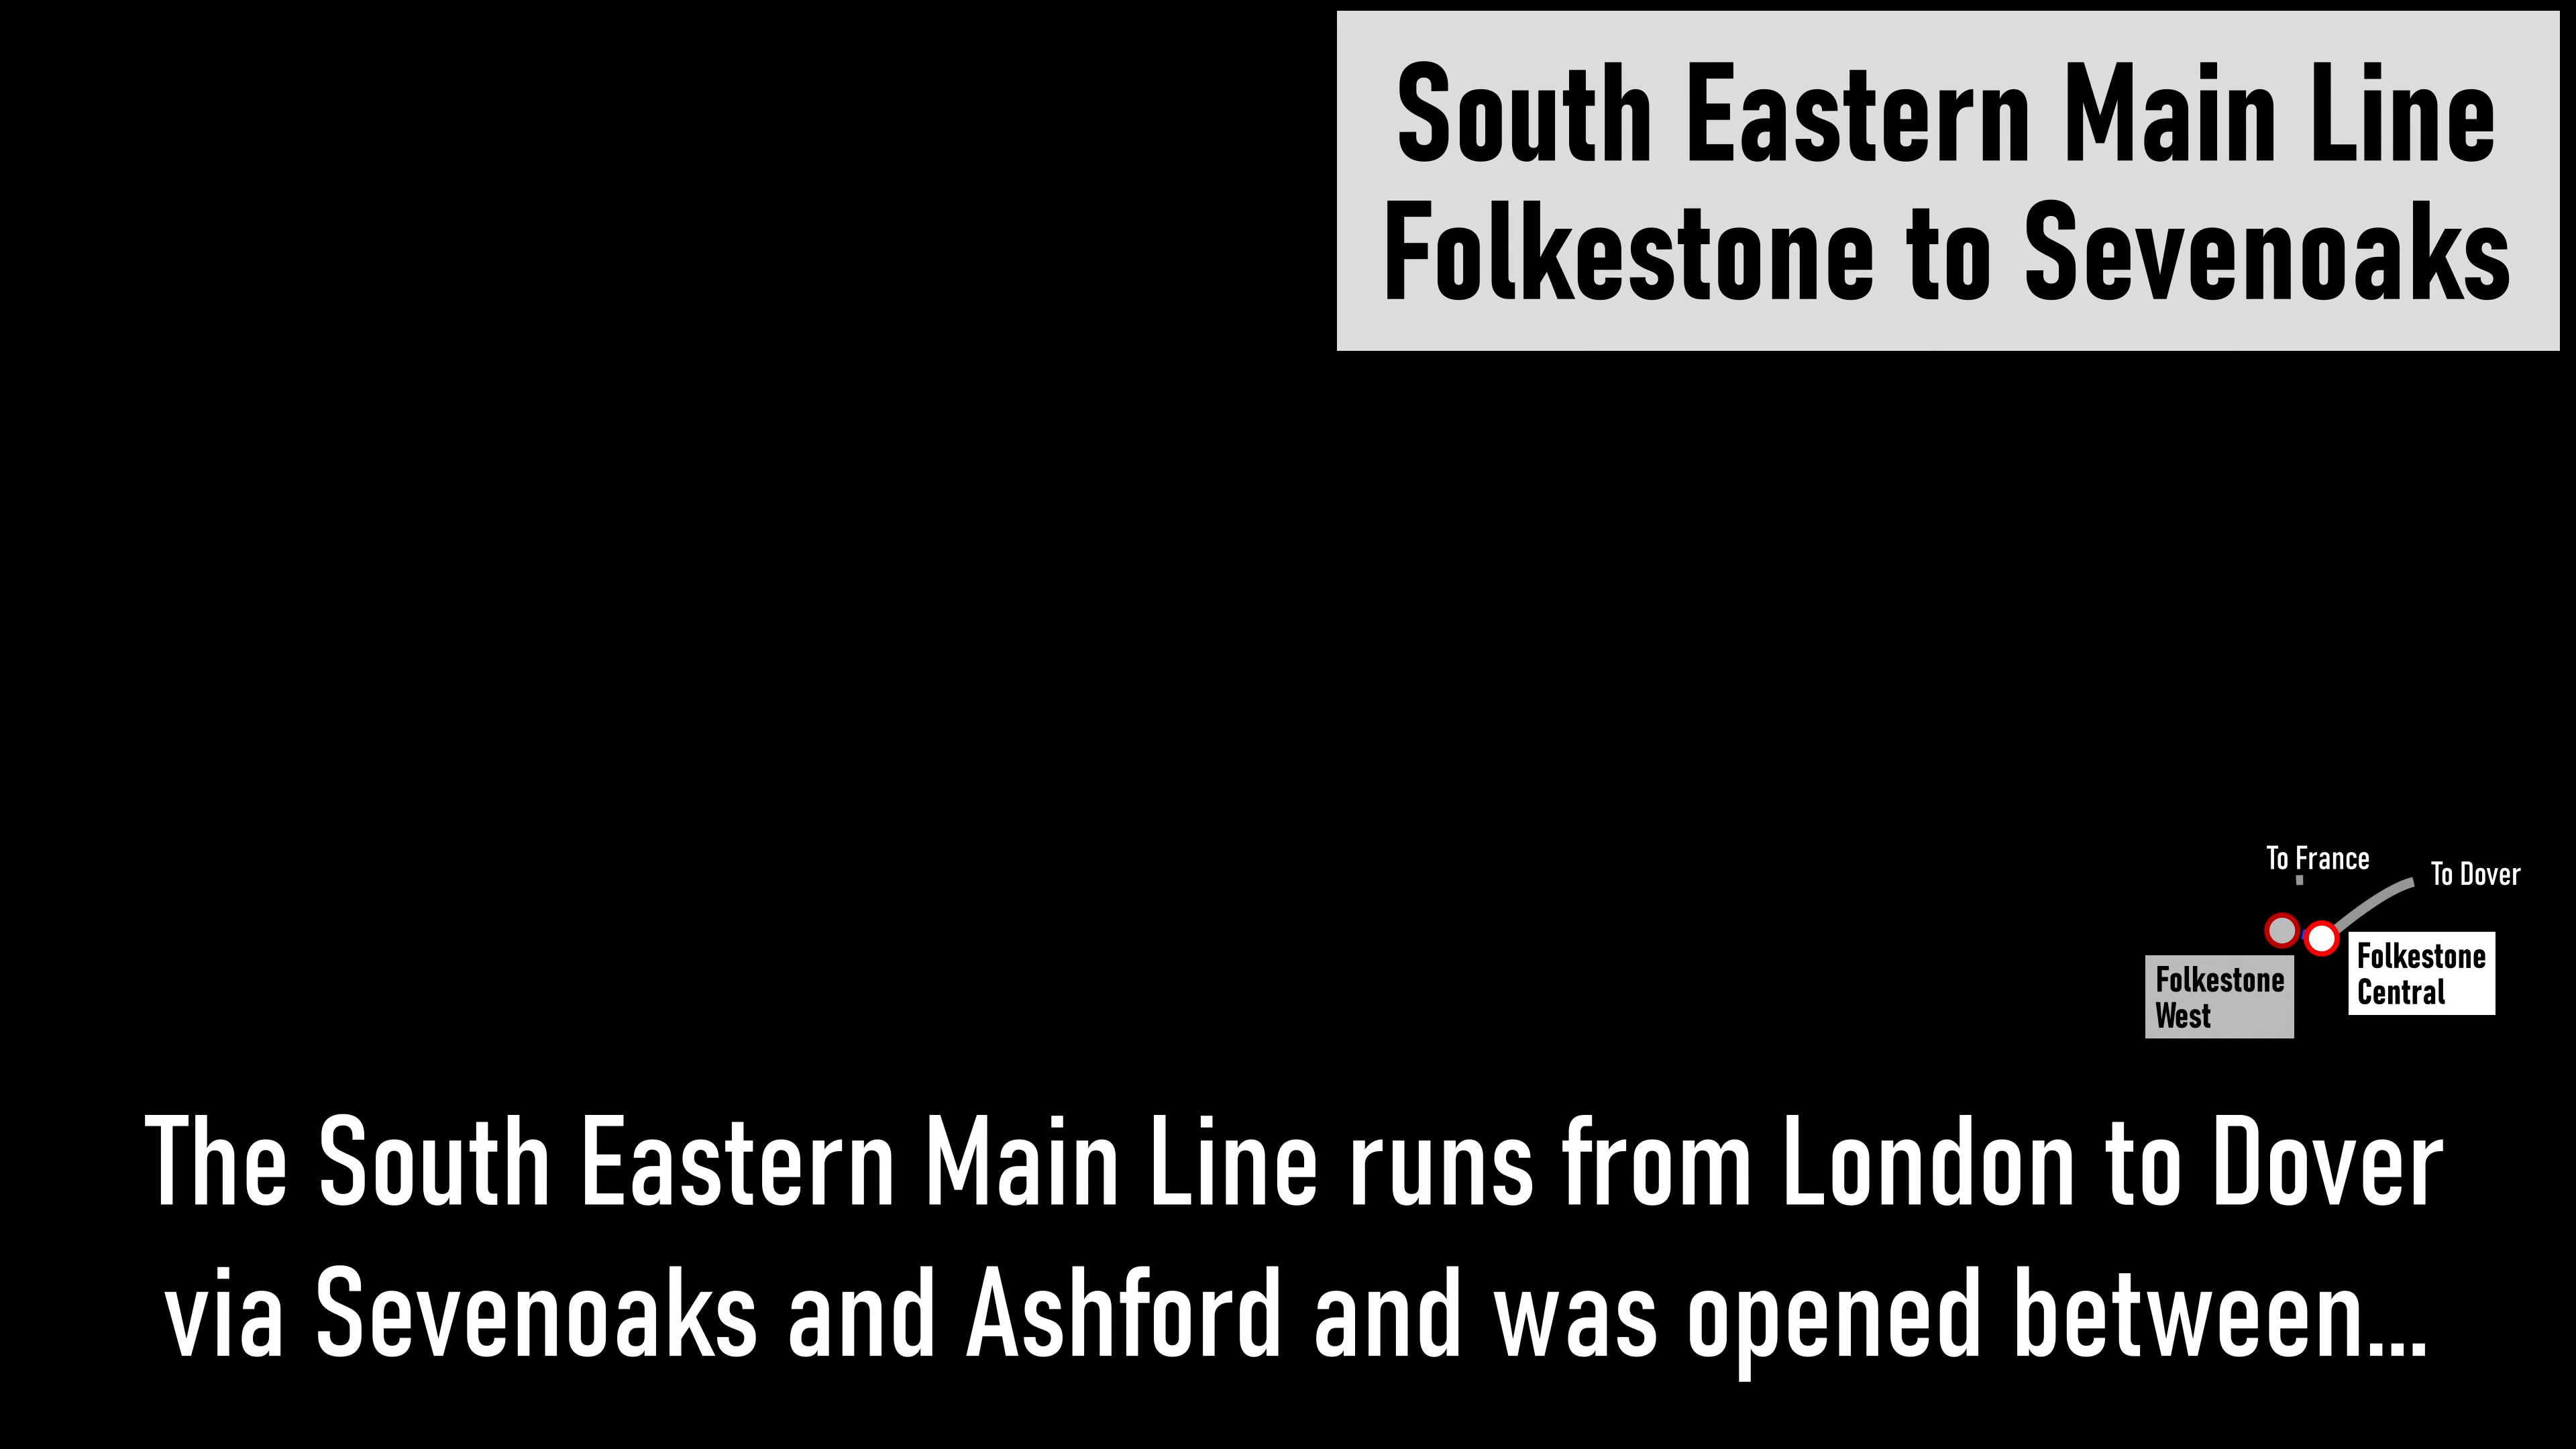 South Eastern Main Line
Folkestone to Sevenoaks
To France
To Dover
Folkestone
Central
Folkestone
West
The South Eastern Main Line runs from London to Dover
via Sevenoaks and Ashford and was opened between...